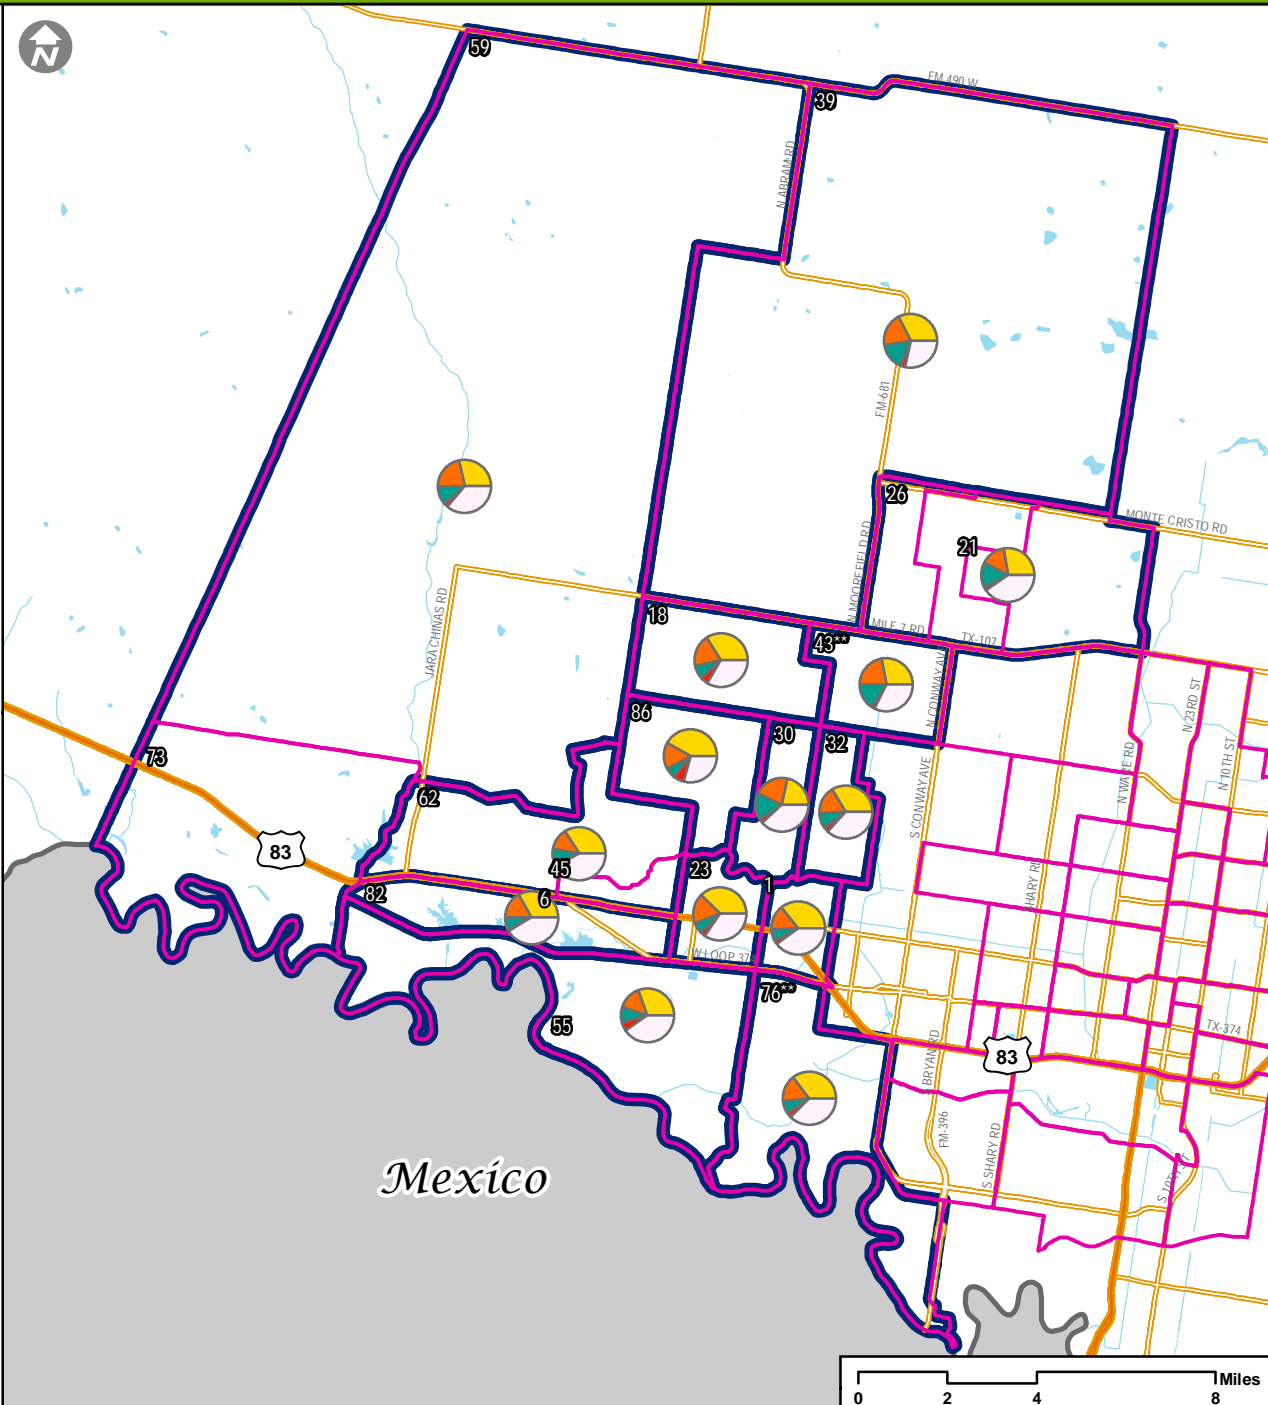 N
59
39
FM 490 W
N ABRAM RD
FM-681
26
MONTE CRISTO RD
21
N MOOREFIELD RD
JARA CHINAS RD
18
MILE 7 RD
TX-107
43**
N CONWAY AVE
N 23RD ST
86
30
32
73
N WARE RD
N 10TH ST
62
S CONWAY AVE
83
45
23
1
SHARY RD
82
6
W LOOP 37
76**
55
TX-374
83
BRYAN RD
FM-396
S SHARY RD
S 10TH ST
Mexico
Miles
0 2 4 8